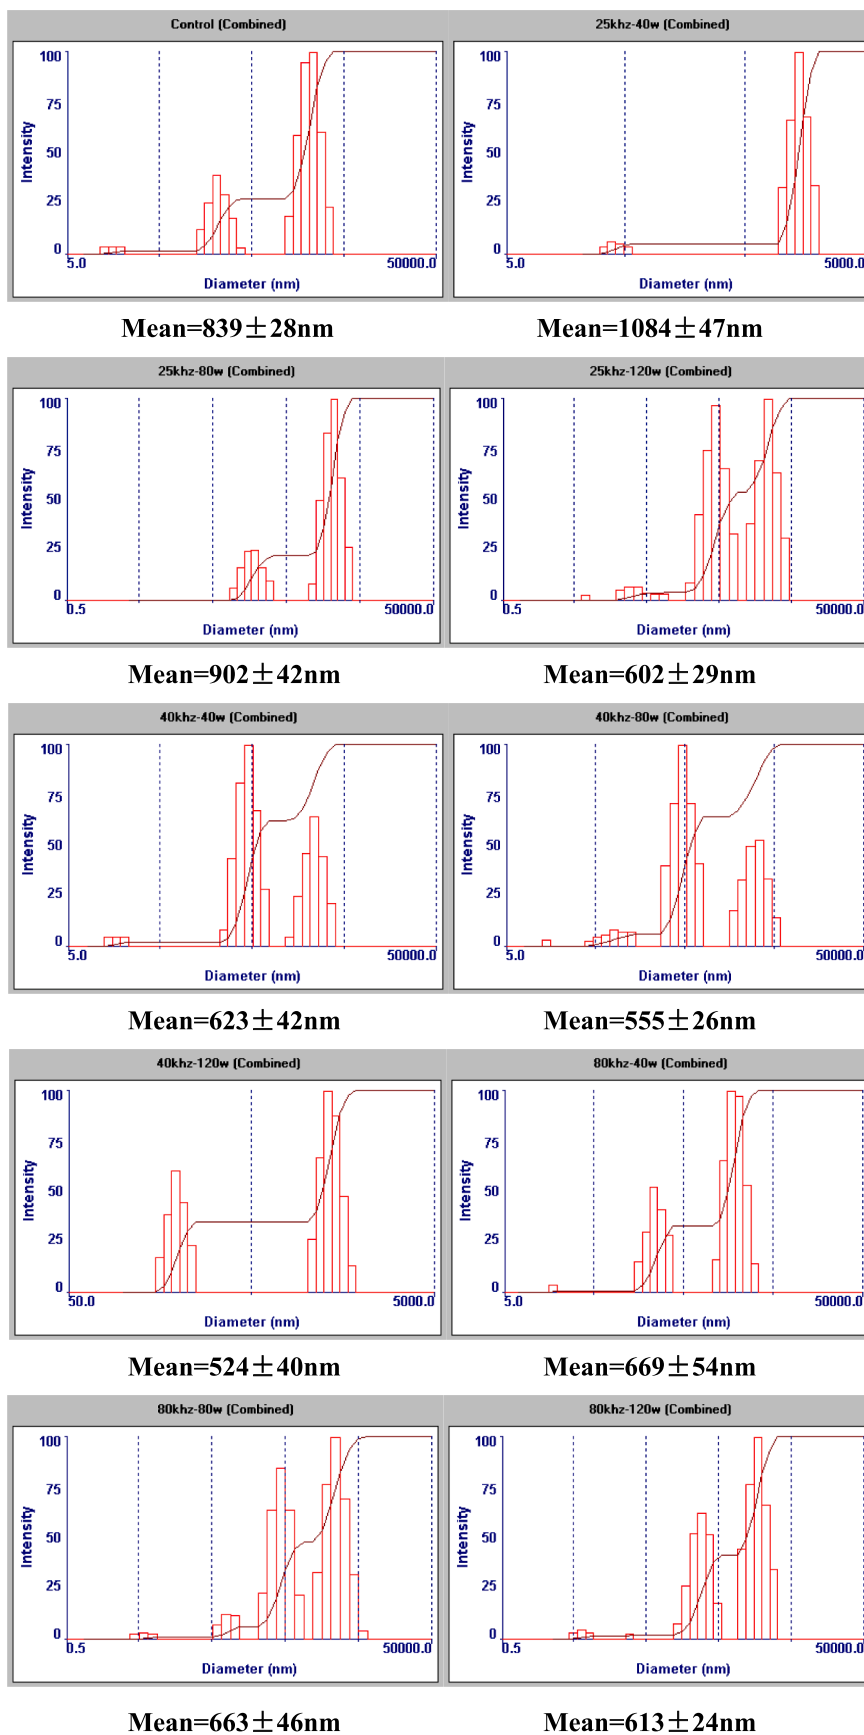 Control (Combined)
100
75
50
25
0
Intensity
5.0
50000.0
Diameter (nm)
Mean=839±28nm
25khz-40w (Combined)
100
75
50
25
0
Intensity
5.0
5000.0
Diameter (nm)
Mean=1084±47nm
25khz-80w (Combined)
100
75
50
25
0
Intensity
0.5
50000.0
Diameter (nm)
Mean=902±42nm
25khz-120w (Combined)
100
75
50
25
0
Intensity
0.5
50000.0
Diameter (nm)
Mean=602±29nm
40khz-40w (Combined)
100
75
50
25
0
Intensity
5.0
50000.0
Diameter (nm)
Mean=623±42nm
40khz-80w (Combined)
100
75
50
25
0
Intensity
5.0
50000.0
Diameter (nm)
Mean=555±26nm
40khz-120w (Combined)
100
75
50
25
0
Intensity
50.0
5000.0
Diameter (nm)
Mean=524±40nm
80khz-40w (Combined)
100
75
50
25
0
Intensity
5.0
50000.0
Diameter (nm)
Mean=669±54nm
80khz-80w (Combined)
100
75
50
25
0
Intensity
0.5
50000.0
Diameter (nm)
Mean=663±46nm
80khz-120w (Combined)
100
75
50
25
0
Intensity
0.5
50000.0
Diameter (nm)
Mean=613±24nm